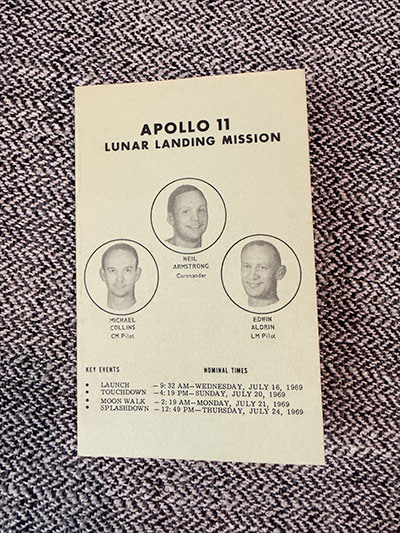 APOLLO 11
LUNAR LANDING MISSION
NEIL
ARMSTRONG
Commander
MICHAEL
COLLINS
CM Pilot
EDWIN
ALDRIN
LM Pilot
KEY EVENTS NOMINAL TIMES
• LAUNCH — 9:32 AM—WEDNESDAY, JULY 16, 1969
• TOUCHDOWN — 4:19 PM—SUNDAY, JULY 20, 1969
• MOON WALK — 2:19 AM—MONDAY, JULY 21, 1969
• SPLASHDOWN — 12:49 PM—THURSDAY, JULY 24, 1969